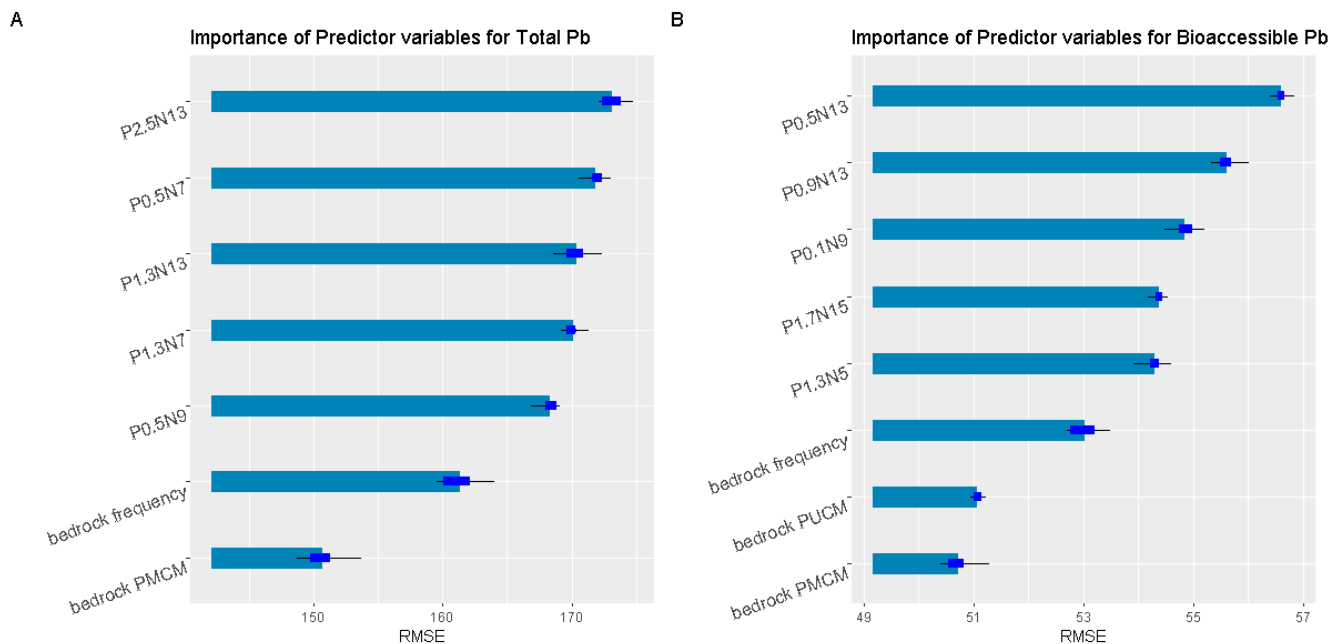 A
Importance of Predictor variables for Total Pb
P2.5N13
P0.5N7
P1.3N13
P1.3N7
P0.5N9
bedrock frequency
bedrock PMCM
150 160 170
RMSE
B
Importance of Predictor variables for Bioaccessible Pb
P0.5N13
P0.9N13
P0.1N9
P1.7N15
P1.3N5
bedrock frequency
bedrock PUCM
bedrock PMCM
49 51 53 55 57
RMSE